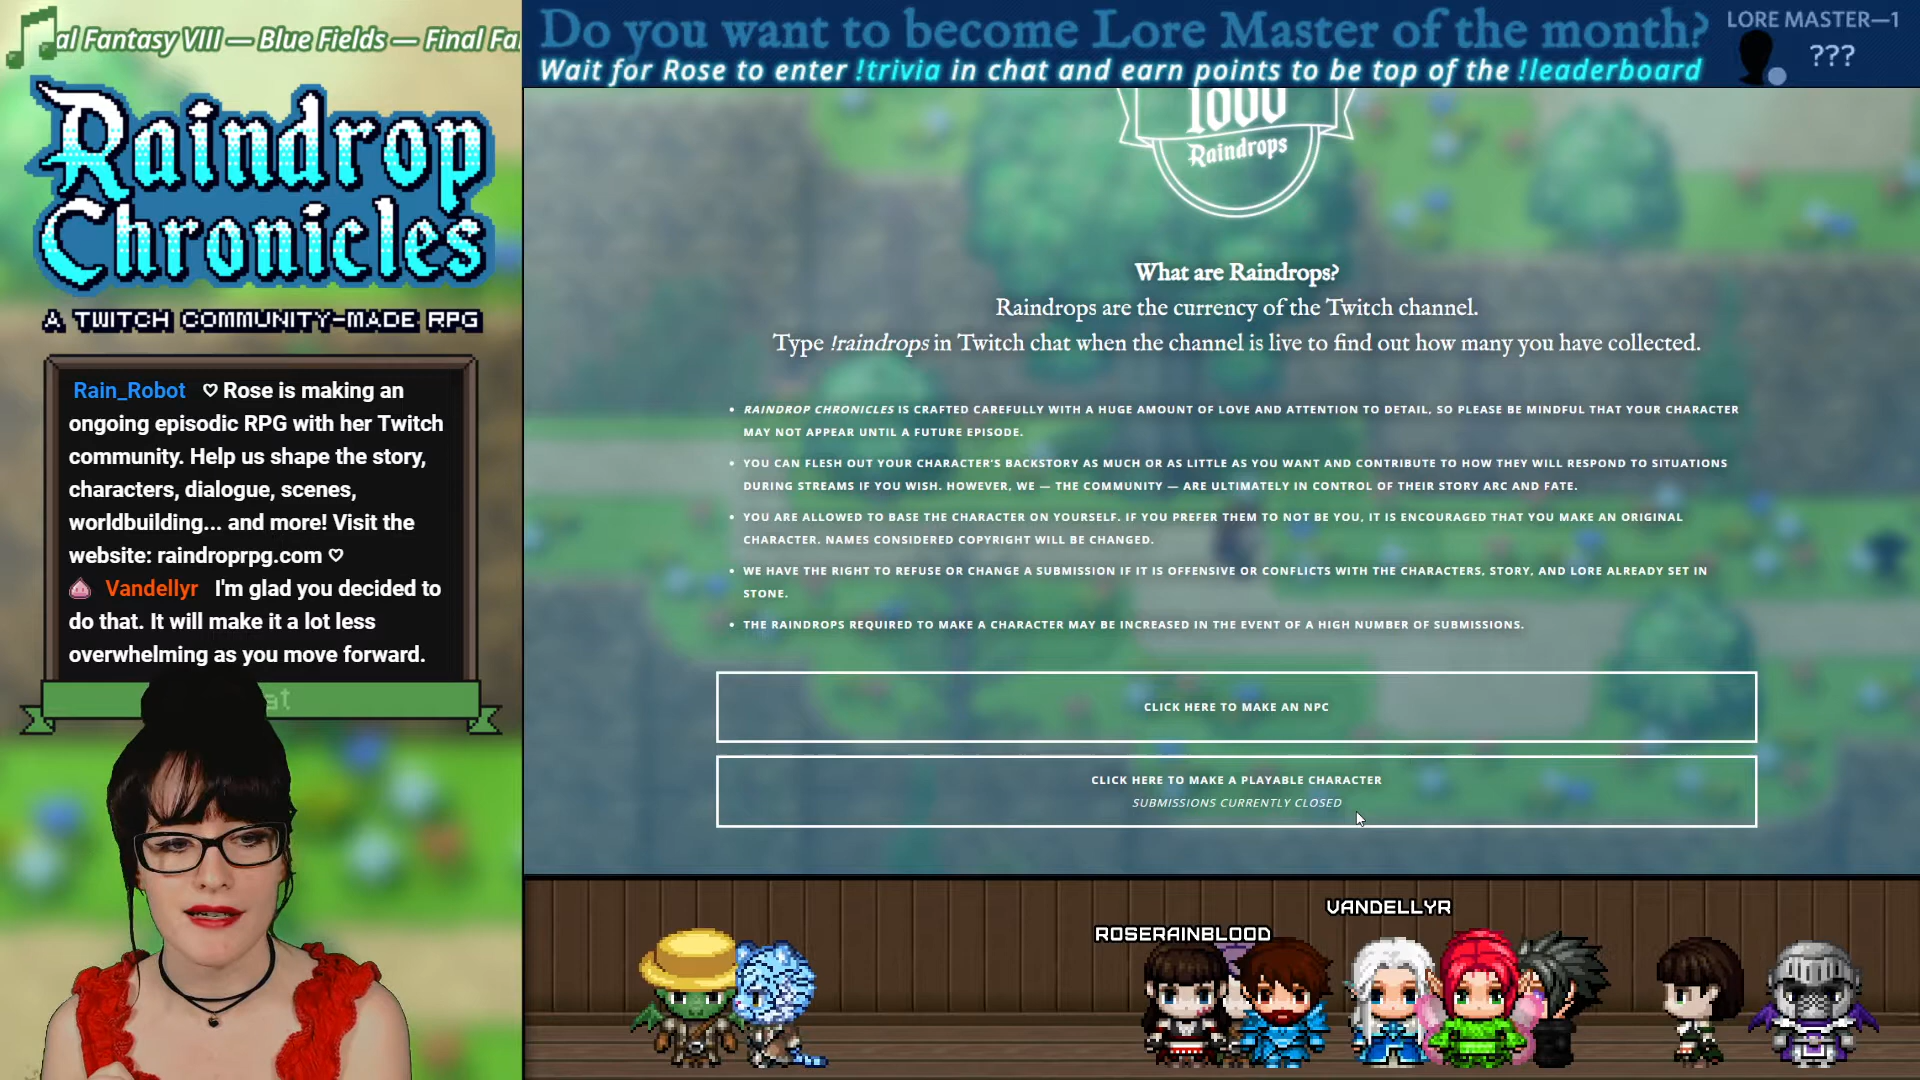 al Fantasy VIII — Blue Fields — Final Fa
Raindrop
Chronicles
A TWITCH COMMUNITY-MADE RPG
Rain_Robot ♡ Rose is making an
ongoing episodic RPG with her Twitch
community. Help us shape the story,
characters, dialogue, scenes,
worldbuilding... and more! Visit the
website: raindroprpg.com ♡
Vandellyr I'm glad you decided to
do that. It will make it a lot less
overwhelming as you move forward.
at
Do you want to become Lore Master of the month?
Wait for Rose to enter !trivia in chat and earn points to be top of the !leaderboard
LORE MASTER—1
???
1000
Raindrops
What are Raindrops?
Raindrops are the currency of the Twitch channel.
Type !raindrops in Twitch chat when the channel is live to find out how many you have collected.
• RAINDROP CHRONICLES IS CRAFTED CAREFULLY WITH A HUGE AMOUNT OF LOVE AND ATTENTION TO DETAIL, SO PLEASE BE MINDFUL THAT YOUR CHARACTER
MAY NOT APPEAR UNTIL A FUTURE EPISODE.
• YOU CAN FLESH OUT YOUR CHARACTER'S BACKSTORY AS MUCH OR AS LITTLE AS YOU WANT AND CONTRIBUTE TO HOW THEY WILL RESPOND TO SITUATIONS
DURING STREAMS IF YOU WISH. HOWEVER, WE — THE COMMUNITY — ARE ULTIMATELY IN CONTROL OF THEIR STORY ARC AND FATE.
• YOU ARE ALLOWED TO BASE THE CHARACTER ON YOURSELF. IF YOU PREFER THEM TO NOT BE YOU, IT IS ENCOURAGED THAT YOU MAKE AN ORIGINAL
CHARACTER. NAMES CONSIDERED COPYRIGHT WILL BE CHANGED.
• WE HAVE THE RIGHT TO REFUSE OR CHANGE A SUBMISSION IF IT IS OFFENSIVE OR CONFLICTS WITH THE CHARACTERS, STORY, AND LORE ALREADY SET IN
STONE.
• THE RAINDROPS REQUIRED TO MAKE A CHARACTER MAY BE INCREASED IN THE EVENT OF A HIGH NUMBER OF SUBMISSIONS.
CLICK HERE TO MAKE AN NPC
CLICK HERE TO MAKE A PLAYABLE CHARACTER
SUBMISSIONS CURRENTLY CLOSED
VANDELLYR
ROSERAINBLOOD